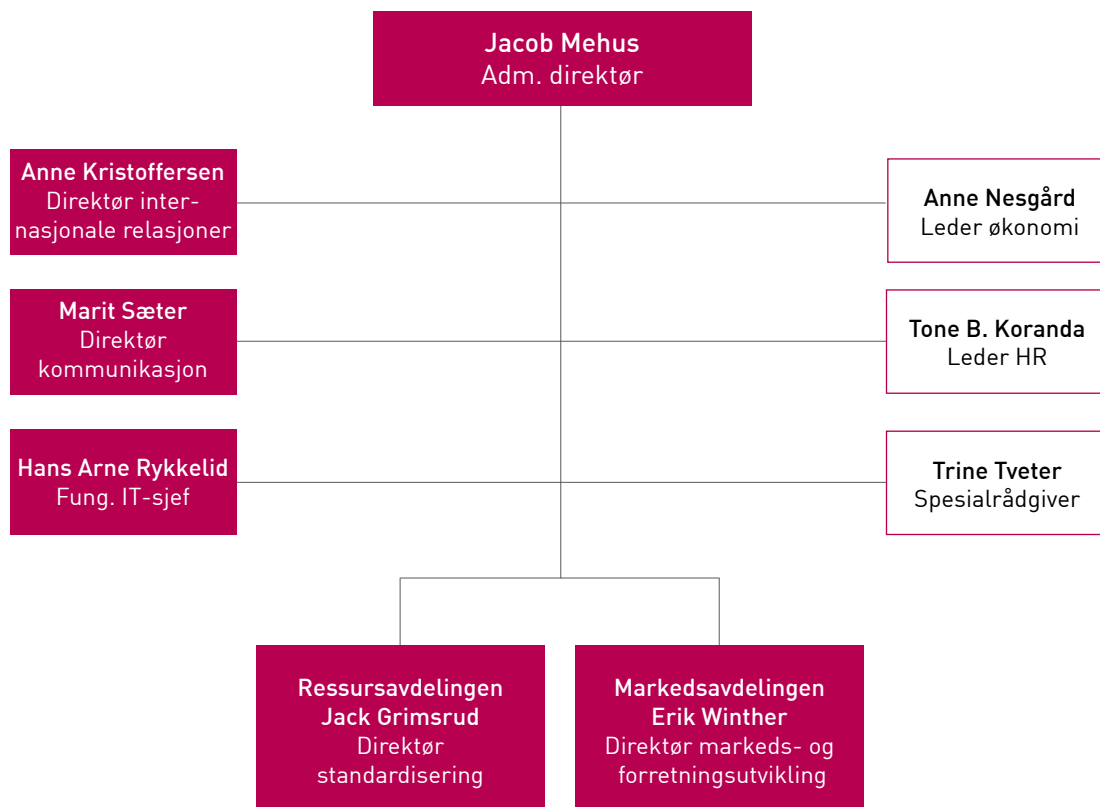 Jacob Mehus
Adm. direktør
Anne Kristoffersen
Direktør inter-
nasjonale relasjoner
Anne Nesgård
Leder økonomi
Marit Sæter
Direktør
kommunikasjon
Tone B. Koranda
Leder HR
Hans Arne Rykkelid
Fung. IT-sjef
Trine Tveter
Spesialrådgiver
Ressursavdelingen
Jack Grimsrud
Direktør
standardisering
Markedsavdelingen
Erik Winther
Direktør markeds- og
forretningsutvikling